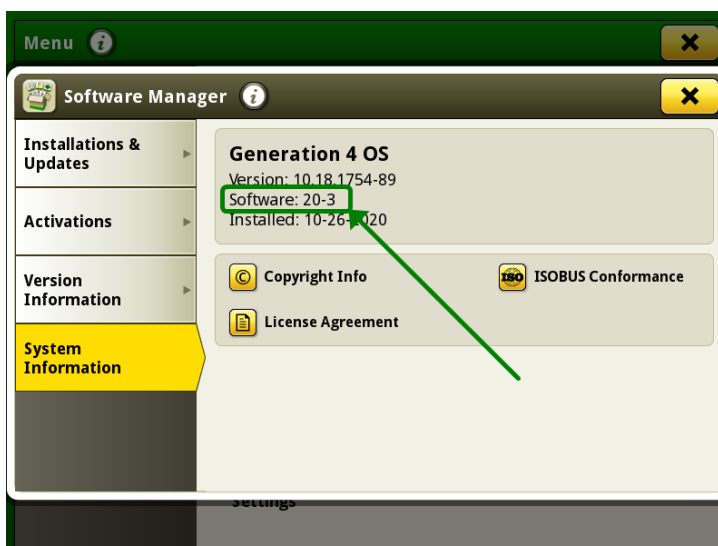 Menu
Software Manager
Installations &
Updates
Activations
Version
Information
System
Information
Generation 4 OS
Version: 10.18.1754-89
Software: 20-3
Installed: 10-26-2020
© Copyright Info
ISO ISOBUS Conformance
License Agreement
Settings